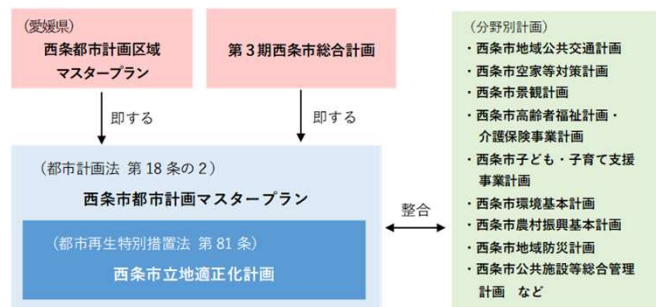 （愛媛県）
西条都市計画区域
マスタープラン
第３期西条市総合計画
即する
即する
（都市計画法 第18条の２）
西条市都市計画マスタープラン
（都市再生特別措置法 第81条）
西条市立地適正化計画
整合
（分野別計画）
・西条市地域公共交通計画
・西条市空家等対策計画
・西条市景観計画
・西条市高齢者福祉計画・
介護保険事業計画
・西条市子ども・子育て支援
事業計画
・西条市環境基本計画
・西条市農村振興基本計画
・西条市地域防災計画
・西条市公共施設等総合管理
計画　など